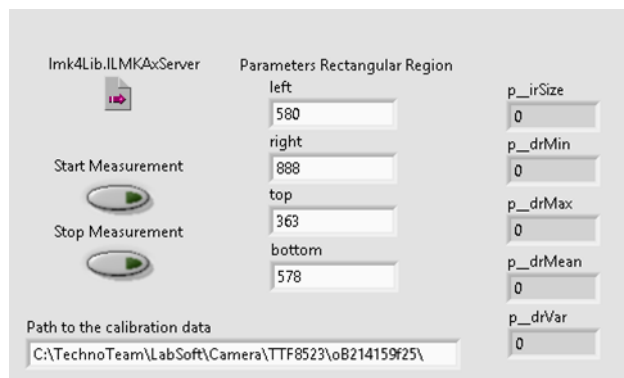 lmk4Lib.ILMKAxServer
Parameters Rectangular Region
left
580
right
888
top
363
bottom
578
Start Measurement
Stop Measurement
p__irSize
0
p__drMin
0
p__drMax
0
p__drMean
0
p__drVar
0
Path to the calibration data
C:\TechnoTeam\LabSoft\Camera\TTF8523\oB214159f25\